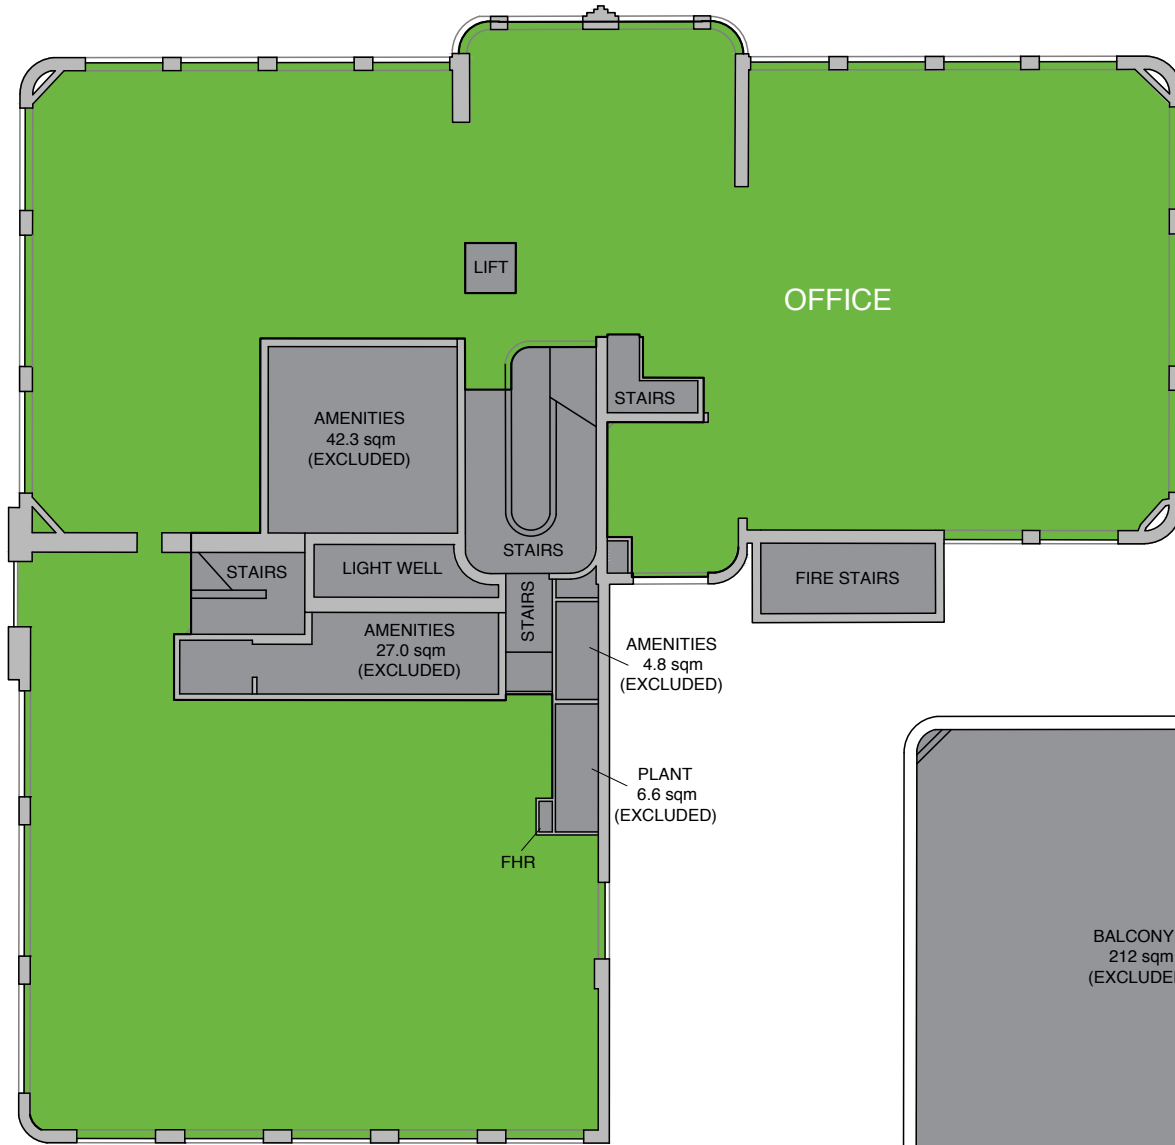 LIFT
OFFICE
STAIRS
AMENITIES
42.3 sqm
(EXCLUDED)
STAIRS
STAIRS
LIGHT WELL
FIRE STAIRS
STAIRS
AMENITIES
27.0 sqm
(EXCLUDED)
AMENITIES
4.8 sqm
(EXCLUDED)
PLANT
6.6 sqm
(EXCLUDED)
FHR
BALCONY
212 sqm
(EXCLUDE